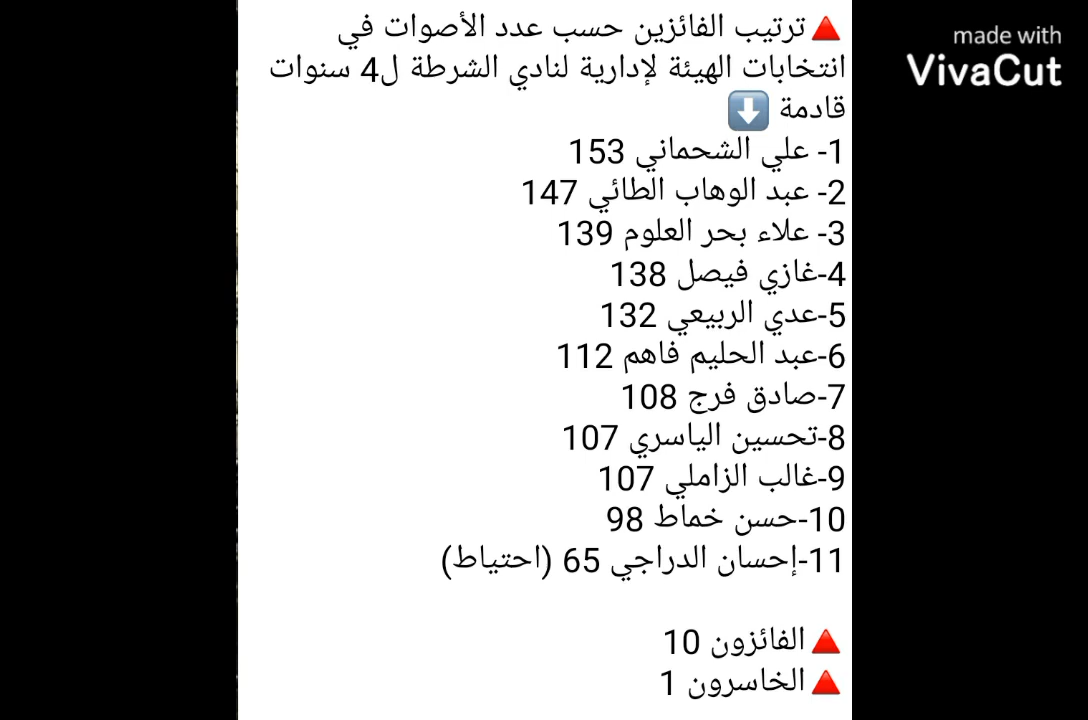 🔺ترتيب الفائزين حسب عدد الأصوات في
انتخابات الهيئة لإدارية لنادي الشرطة ل4 سنوات
قادمة ⬇️
1- علي الشحماني 153
2- عبد الوهاب الطائي 147
3- علاء بحر العلوم 139
4-غازي فيصل 138
5-عدي الربيعي 132
6-عبد الحليم فاهم 112
7-صادق فرج 108
8-تحسين الياسري 107
9-غالب الزاملي 107
10-حسن خماط 98
11-إحسان الدراجي 65 (احتياط)
🔺الفائزون 10
🔺الخاسرون 1
made with
VivaCut